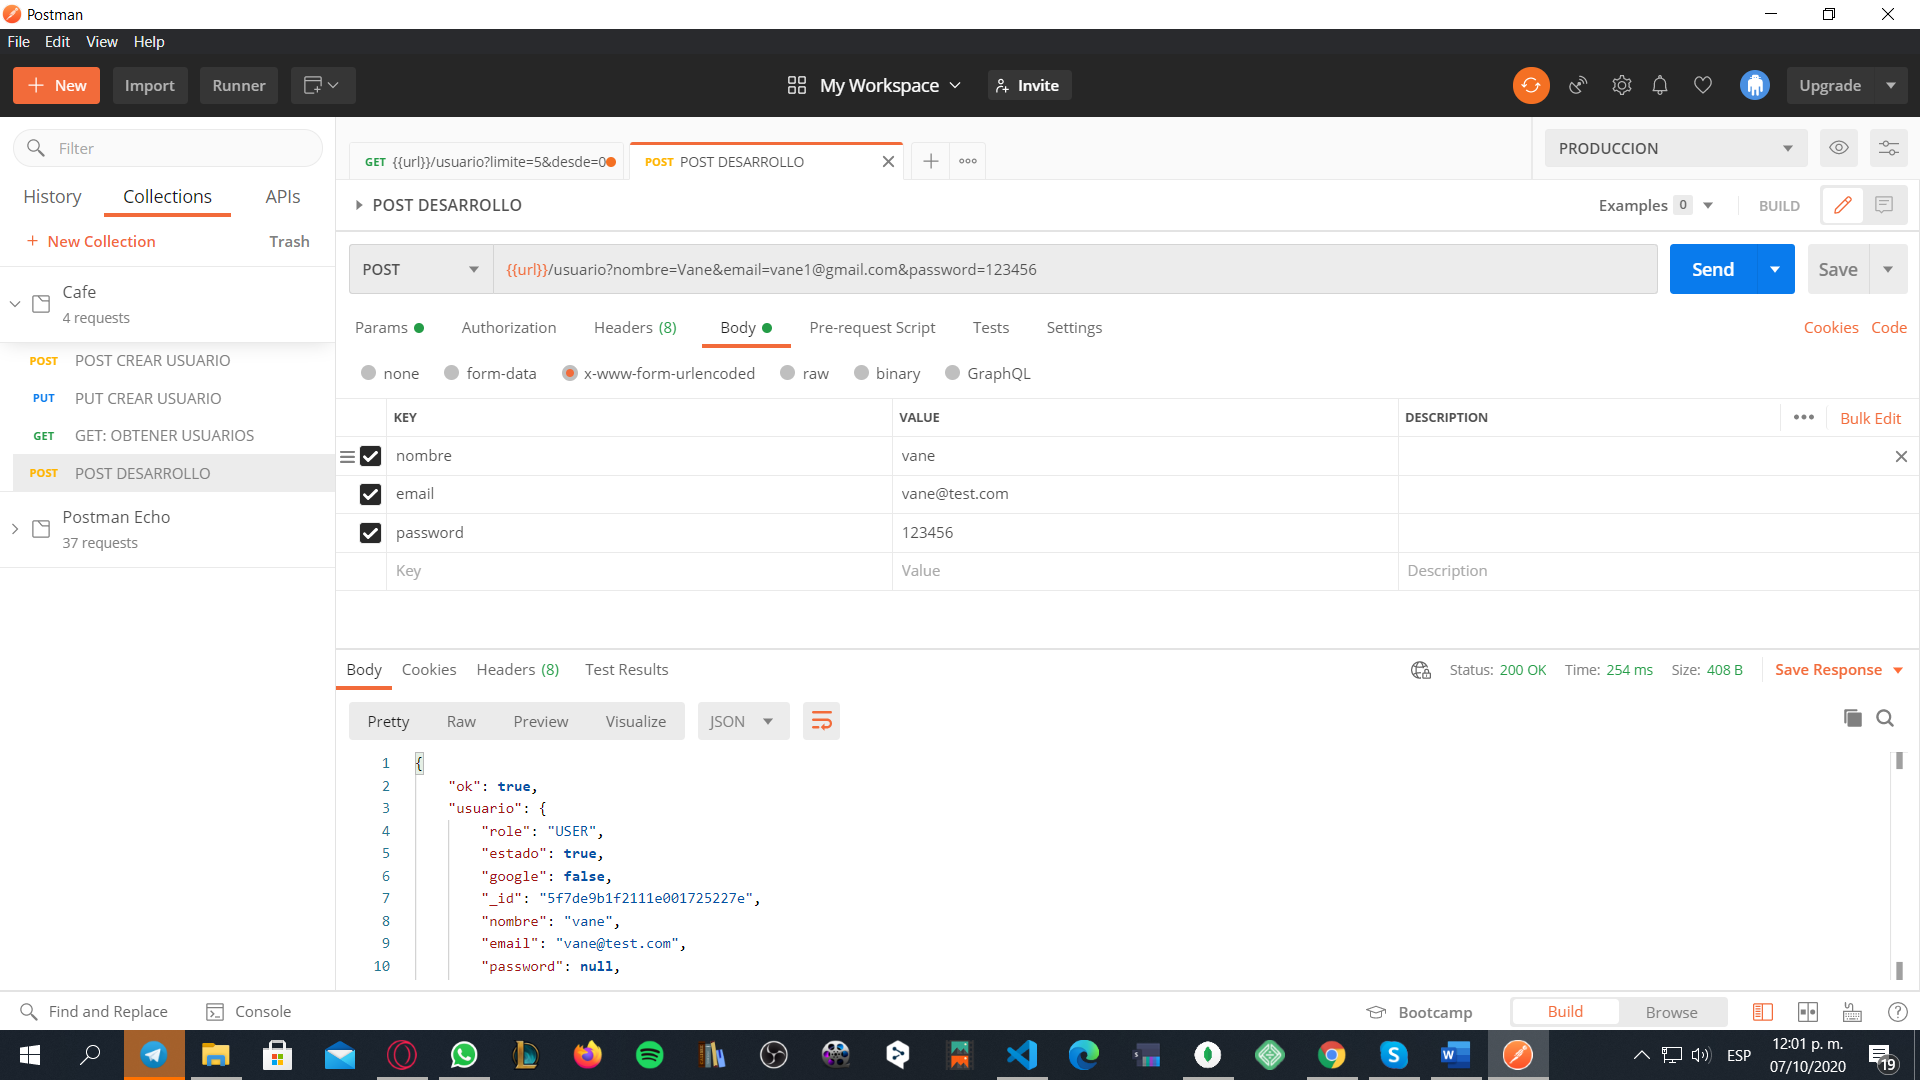 Postman
File Edit View Help
New Import Runner My Workspace Invite Upgrade
Filter
History Collections APIs
+ New Collection Trash
Cafe
4 requests
POST POST CREAR USUARIO
PUT PUT CREAR USUARIO
GET GET: OBTENER USUARIOS
POST POST DESARROLLO
Postman Echo
37 requests
GET {{url}}/usuario?limite=5&desde=0 POST POST DESARROLLO PRODUCCION
POST DESARROLLO Examples 0 BUILD
POST {{url}}/usuario?nombre=Vane&email=vane1@gmail.com&password=123456 Send Save
Params Authorization Headers (8) Body Pre-request Script Tests Settings Cookies Code
none form-data x-www-form-urlencoded raw binary GraphQL
KEY VALUE DESCRIPTION Bulk Edit
nombre vane
email vane@test.com
password 123456
Key Value Description
Body Cookies Headers (8) Test Results Status: 200 OK Time: 254 ms Size: 408 B Save Response
Pretty Raw Preview Visualize JSON
1 {
2 "ok": true,
3 "usuario": {
4 "role": "USER",
5 "estado": true,
6 "google": false,
7 "_id": "5f7de9b1f2111e001725227e",
8 "nombre": "vane",
9 "email": "vane@test.com",
10 "password": null,
Find and Replace Console Bootcamp Build Browse
ESP 12:01 p. m.
07/10/2020 19